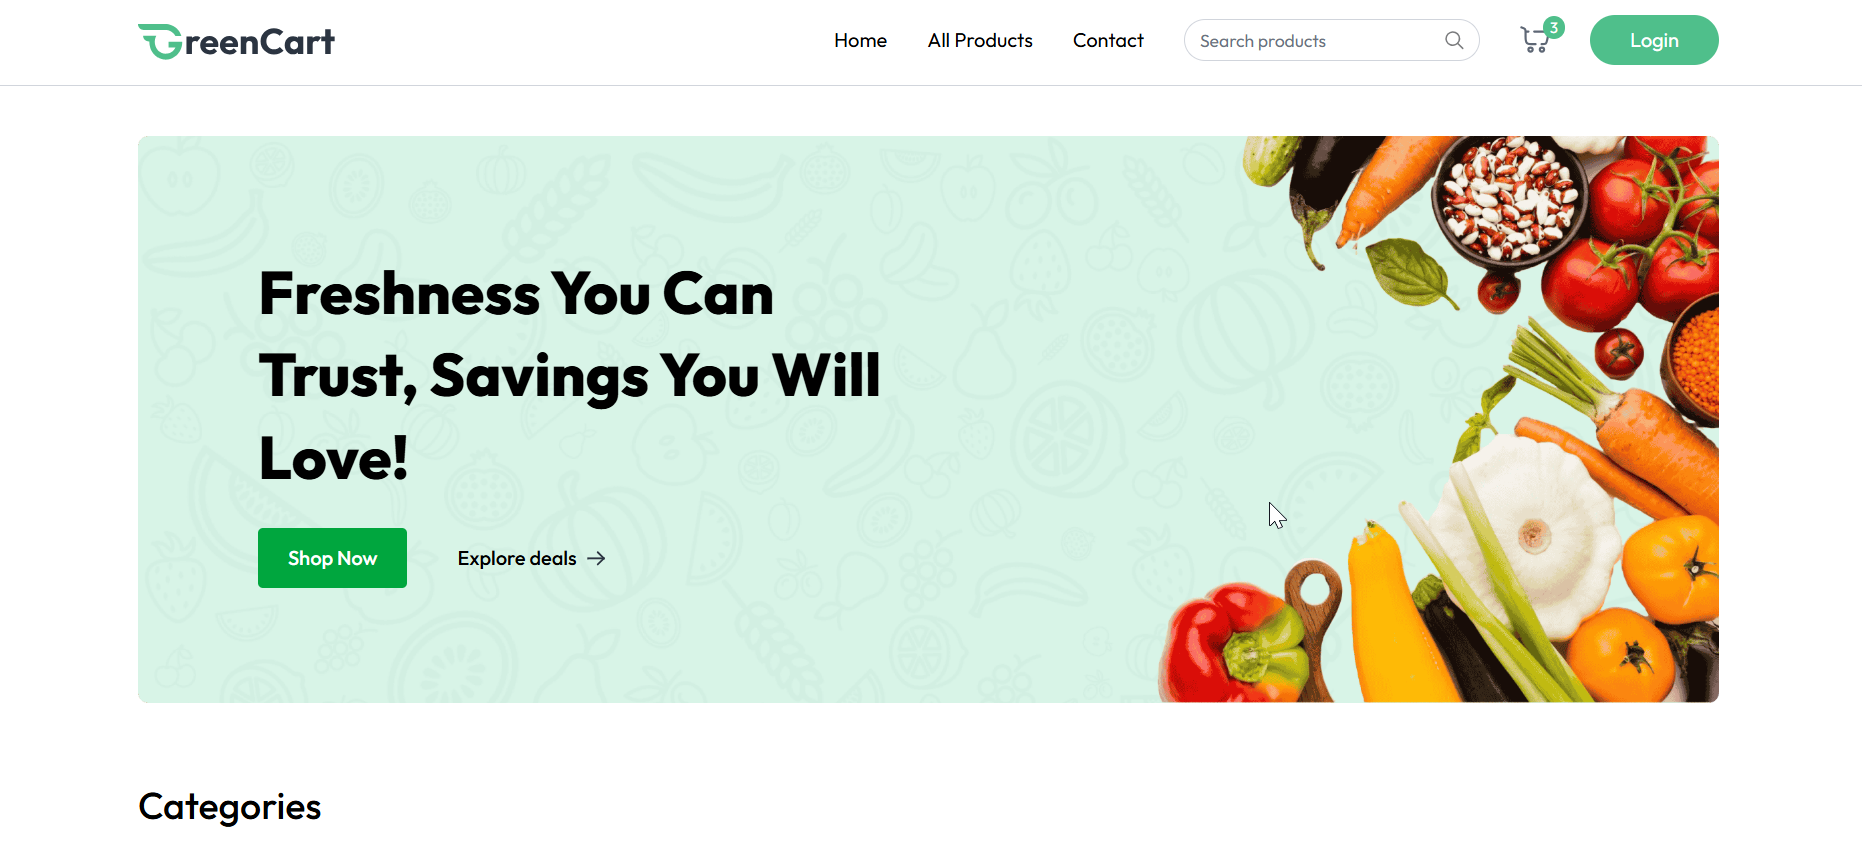 GreenCart
Home
All Products
Contact
Search products
3
Login
Freshness You Can
Trust, Savings You Will
Love!
Shop Now
Explore deals
Categories